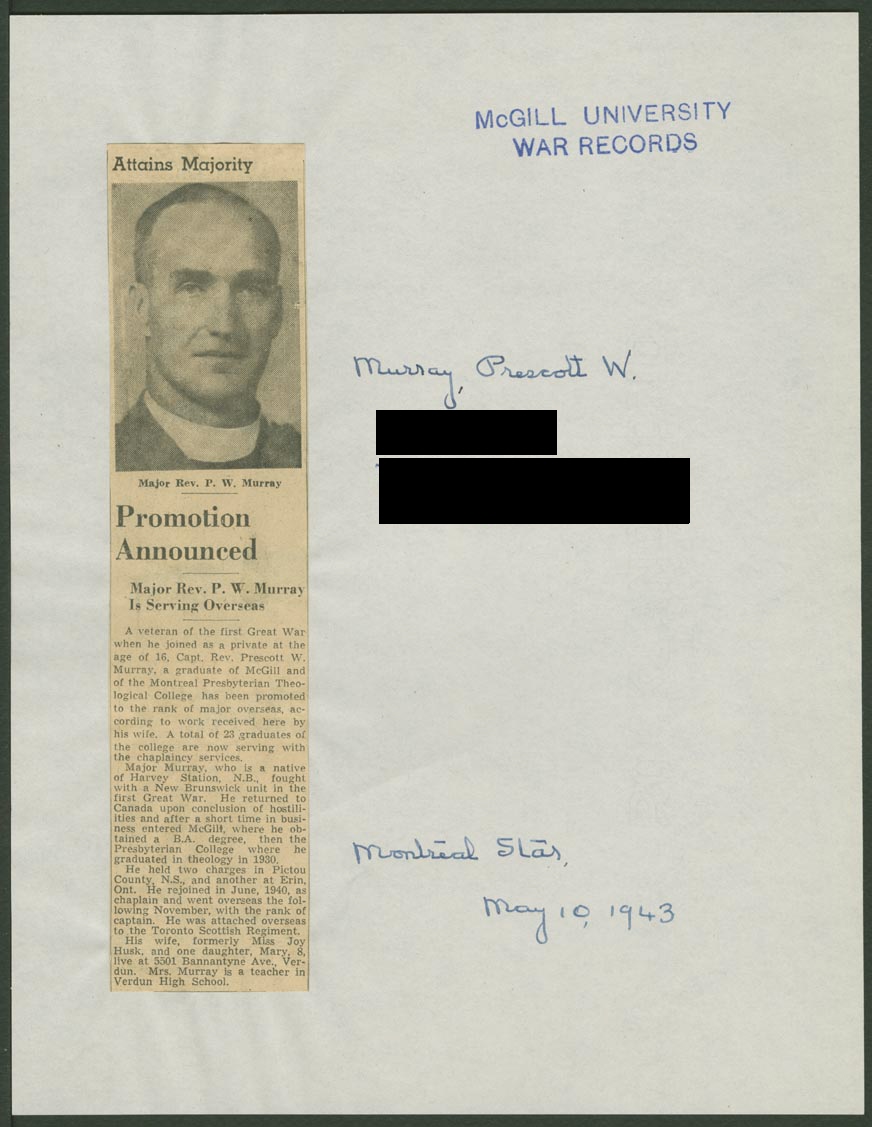 McGILL UNIVERSITY
WAR RECORDS
Attains Majority
Major Rev. P. W. Murray
Promotion
Announced
Major Rev. P. W. Murray
Is Serving Overseas
A veteran of the first Great War
when he joined as a private at the
age of 16, Capt. Rev. Prescott W.
Murray, a graduate of McGill and
of the Montreal Presbyterian Theo-
logical College has been promoted
to the rank of major overseas, ac-
cording to work received here by
his wife. A total of 23 graduates of
the college are now serving with
the chaplaincy services.
Major Murray, who is a native
of Harvey Station, N.B., fought
with a New Brunswick unit in the
first Great War. He returned to
Canada upon conclusion of hostili-
ities and after a short time in busi-
ness entered McGill, where he ob-
tained a B.A. degree, then the
Presbyterian College where he
graduated in theology in 1930.
He held two charges in Pictou
County, N.S., and another at Erin,
Ont. He rejoined in June, 1940, as
chaplain and went overseas the fol-
lowing November, with the rank of
captain. He was attached overseas
to the Toronto Scottish Regiment.
His wife, formerly Miss Joy
Husk, and one daughter, Mary, 8,
live at 5501 Bannantyne Ave., Ver-
dun. Mrs. Murray is a teacher in
Verdun High School.
Murray, Prescott W.
Montreal Star,
May 10, 1943